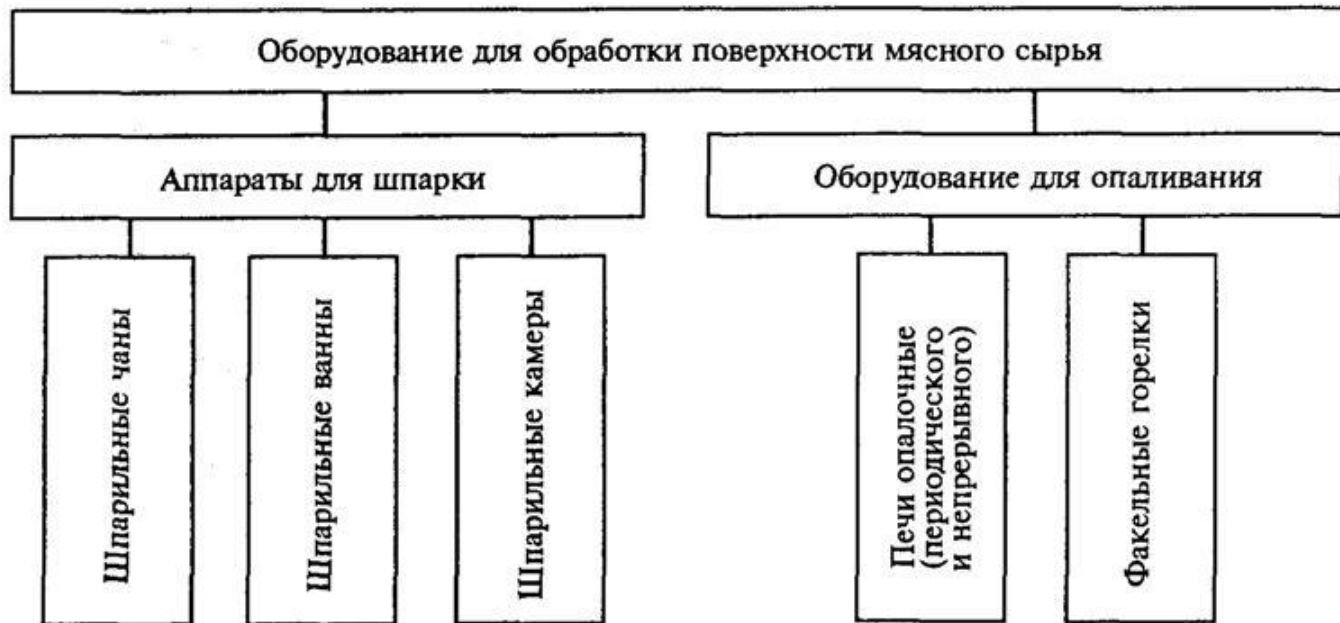 Оборудование для обработки поверхности мясного сырья
Аппараты для шпарки
Оборудование для опаливания
Шпарильные чаны
Шпарильные ванны
Шпарильные камеры
Печи опалочные
(периодического
и непрерывного)
Факельные горелки